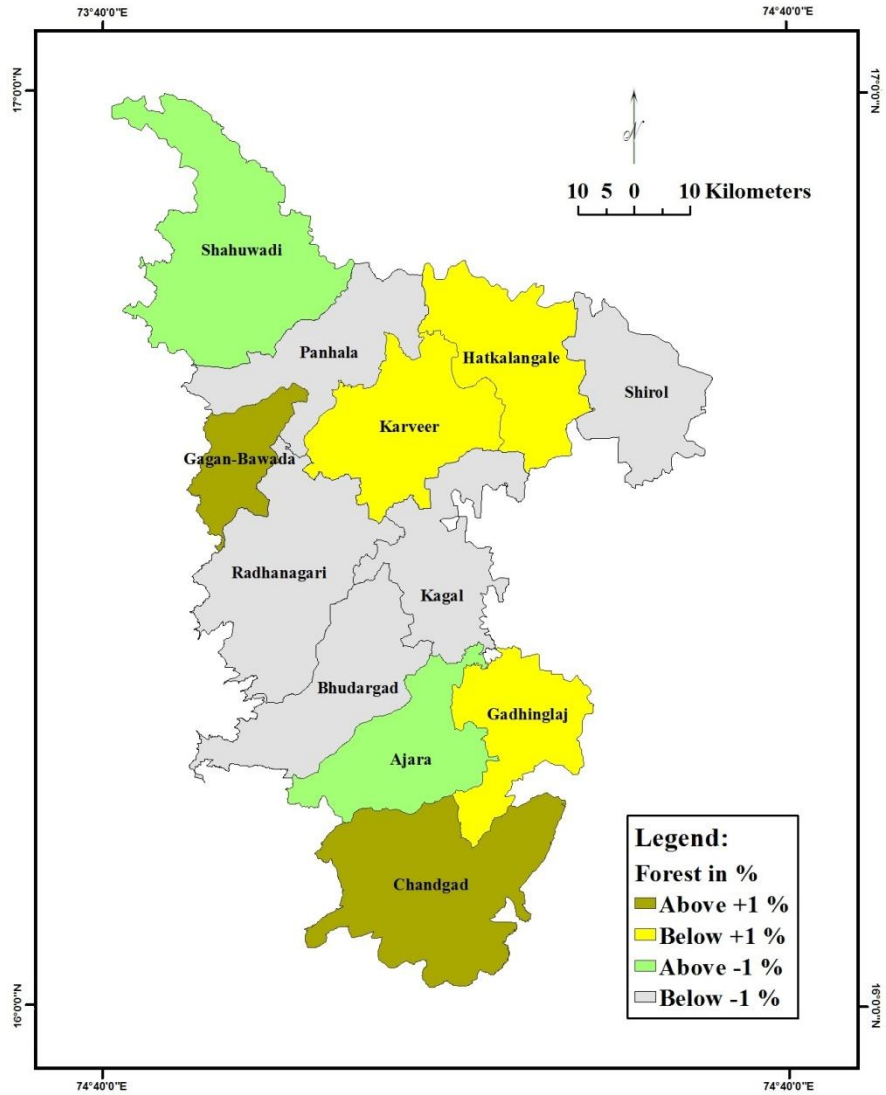 73°40'0"E
74°40'0"E
17°0'0"N
17°0'0"N
N
10 5 0 10 Kilometers
Shahuwadi
Panhala
Hatkalangale
Shirol
Karveer
Gagan-Bawada
Radhanagari
Kagal
Bhudargad
Gadhinglaj
Ajara
Chandgad
Legend:
Forest in %
Above +1 %
Below +1 %
Above -1 %
Below -1 %
16°0'0"N
16°0'0"N
74°40'0"E
74°40'0"E